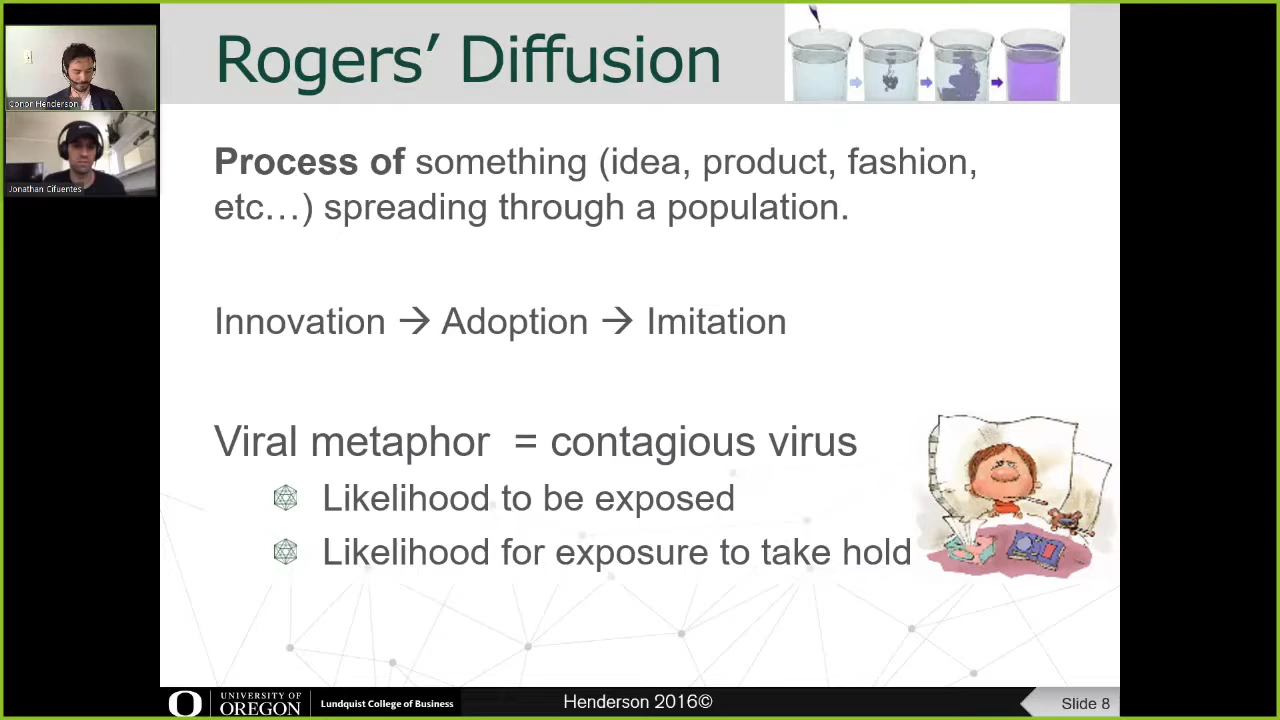 Rogers’ Diffusion
Conor Henderson
Jonathan Cifuentes
Process of something (idea, product, fashion,
etc…) spreading through a population.
Innovation → Adoption → Imitation
Viral metaphor = contagious virus
Likelihood to be exposed
Likelihood for exposure to take hold
UNIVERSITY OF
OREGON
Lundquist College of Business
Henderson 2016©
Slide 8